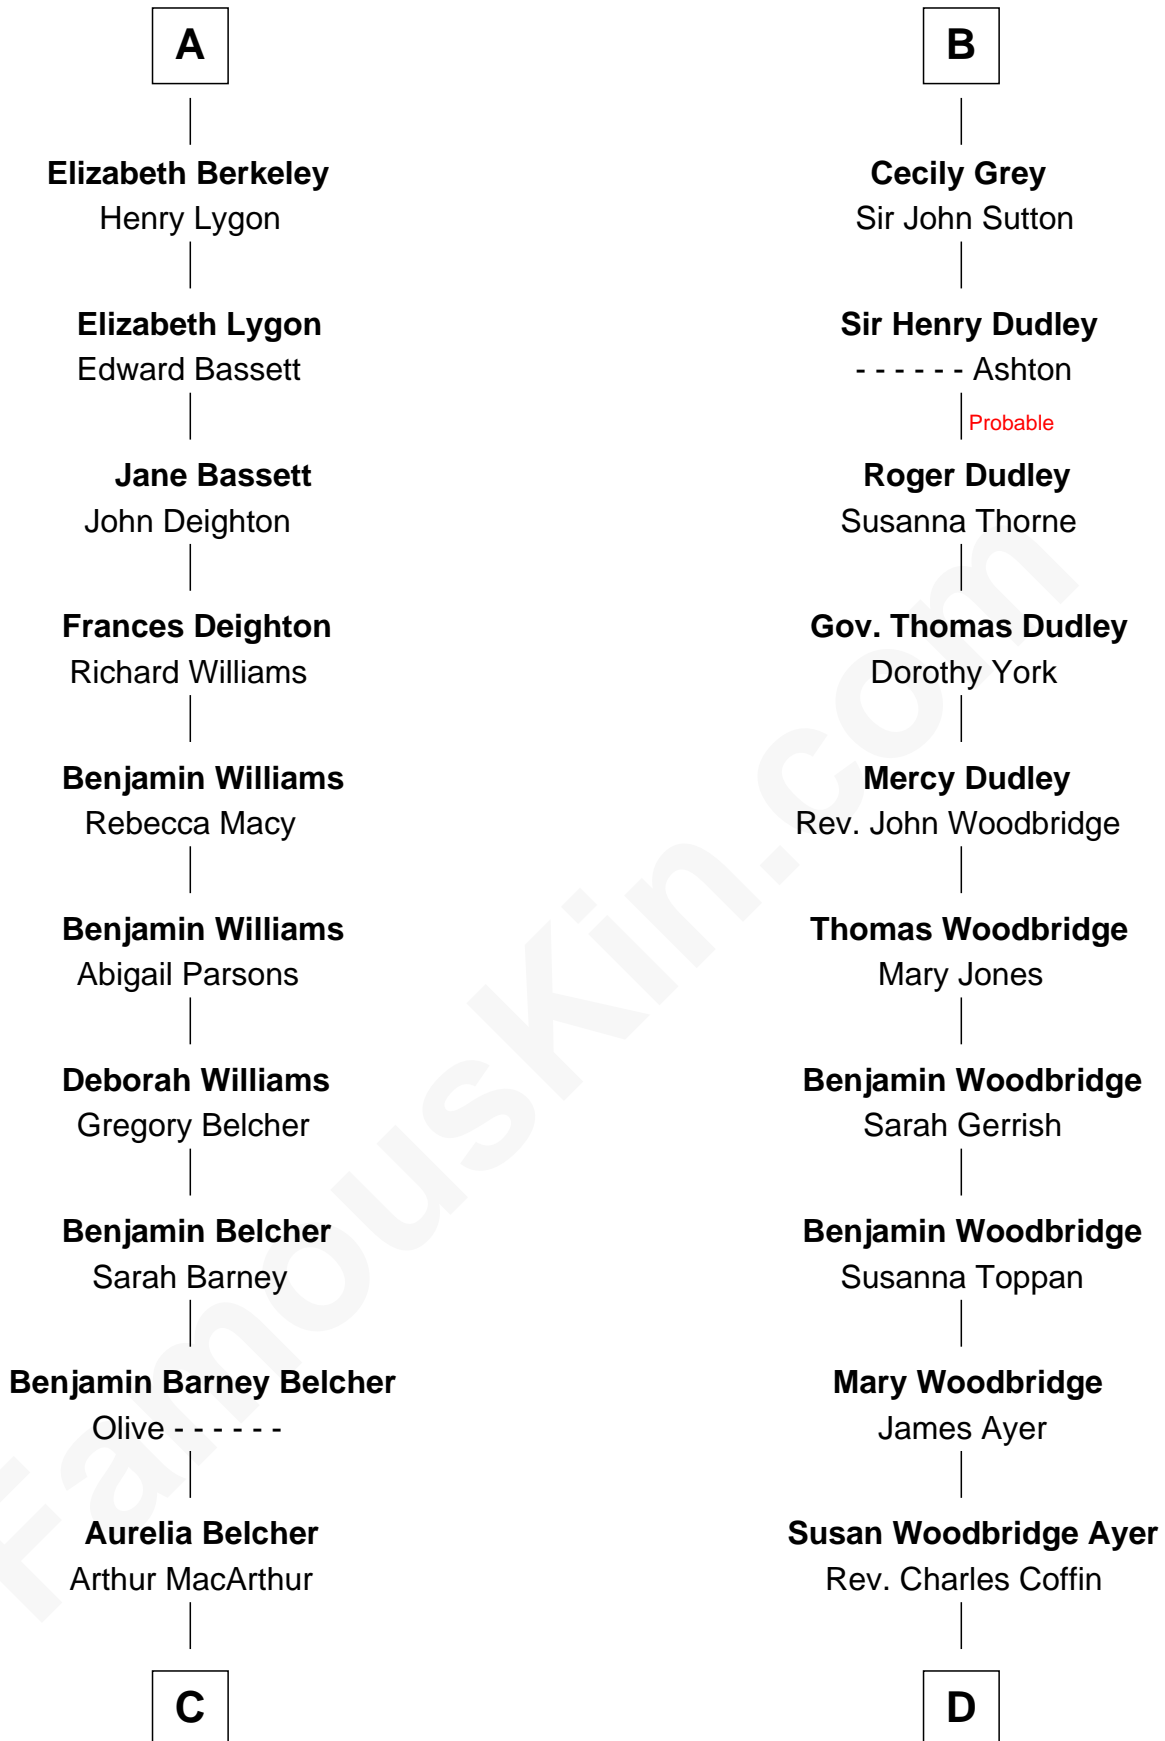 A
Elizabeth Berkeley
Henry Lygon
Elizabeth Lygon
Edward Bassett
Jane Bassett
John Deighton
Frances Deighton
Richard Williams
Benjamin Williams
Rebecca Macy
Benjamin Williams
Abigail Parsons
Deborah Williams
Gregory Belcher
Benjamin Belcher
Sarah Barney
Benjamin Barney Belcher
Olive - - - - - -
Aurelia Belcher
Arthur MacArthur
C
B
Cecily Grey
Sir John Sutton
Sir Henry Dudley
- - - - - - Ashton
Probable
Roger Dudley
Susanna Thorne
Gov. Thomas Dudley
Dorothy York
Mercy Dudley
Rev. John Woodbridge
Thomas Woodbridge
Mary Jones
Benjamin Woodbridge
Sarah Gerrish
Benjamin Woodbridge
Susanna Toppan
Mary Woodbridge
James Ayer
Susan Woodbridge Ayer
Rev. Charles Coffin
D
FamousKin.com